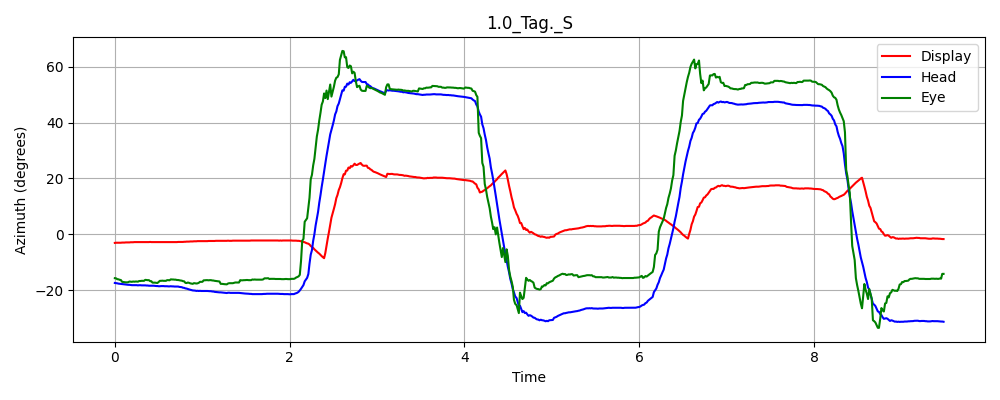 1.0_Tag._S
Azimuth (degrees)
60
40
20
0
−20
Display
Head
Eye
0 2 4 6 8
Time